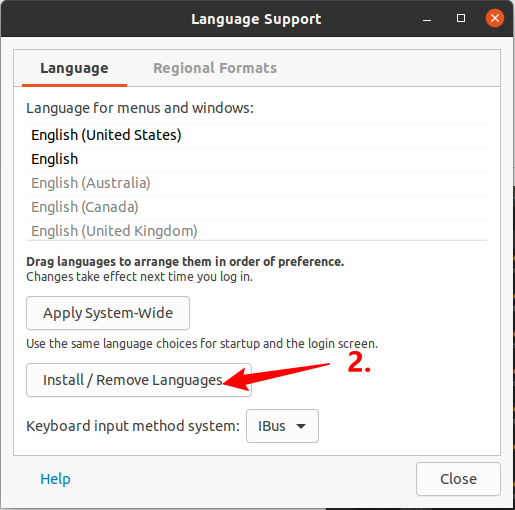 Language Support
Language
Regional Formats
Language for menus and windows:
English (United States)
English
English (Australia)
English (Canada)
English (United Kingdom)
Drag languages to arrange them in order of preference.
Changes take effect next time you log in.
Apply System-Wide
Use the same language choices for startup and the login screen.
2.
Install / Remove Languages
Keyboard input method system: IBus
Help
Close